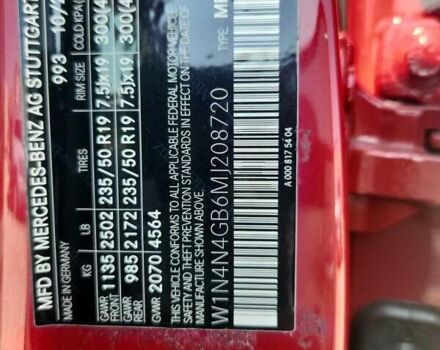 MFD BY MERCEDES-BENZ AG STUTTGART
MADE IN GERMANY 993 10/
KG LB TIRES RIM SIZE COLD KPA
GAWR FRONT 1135 2502 235/50 R19 7.5Jx19 300(4
GAWR REAR 985 2172 235/50 R19 7.5Jx19 300(4
GVWR 2070 4564
THIS VEHICLE CONFORMS TO ALL APPLICABLE FEDERAL MOTOR VEHICLE
SAFETY AND THEFT PREVENTION STANDARDS IN EFFECT ON THE DATE OF
MANUFACTURE SHOWN ABOVE.
W1N4N4GB6MJ208720 TYPE:
A 000 817 54 04